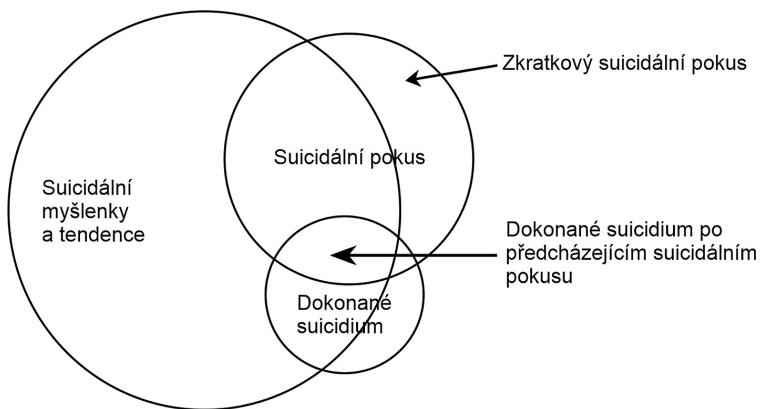 Zkratkový suicidální pokus
Suicidální pokus
Suicidální
myšlenky
a tendence
Dokonané suicidium po
předcházejícím suicidálním
pokusu
Dokonané
suicidium